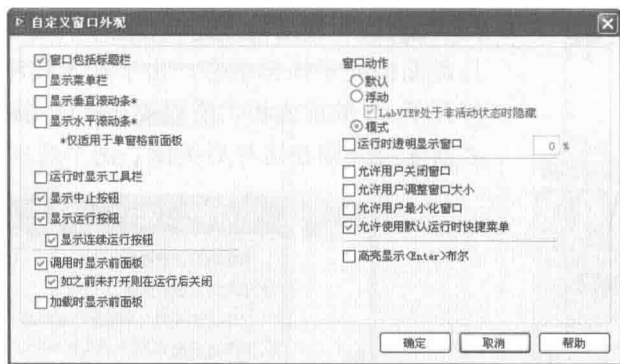 自定义窗口外观
窗口包括标题栏
显示菜单栏
显示垂直滚动条*
显示水平滚动条*
*仅适用于单窗格前面板
运行时显示工具栏
显示中止按钮
显示运行按钮
显示连续运行按钮
调用时显示前面板
如之前未打开则在运行后关闭
加载时显示前面板
窗口动作
默认
浮动
LabVIEW处于非活动状态时隐藏
模式
运行时透明显示窗口
0 %
允许用户关闭窗口
允许用户调整窗口大小
允许用户最小化窗口
允许使用默认运行时快捷菜单
高亮显示<Enter>布尔
确定
取消
帮助